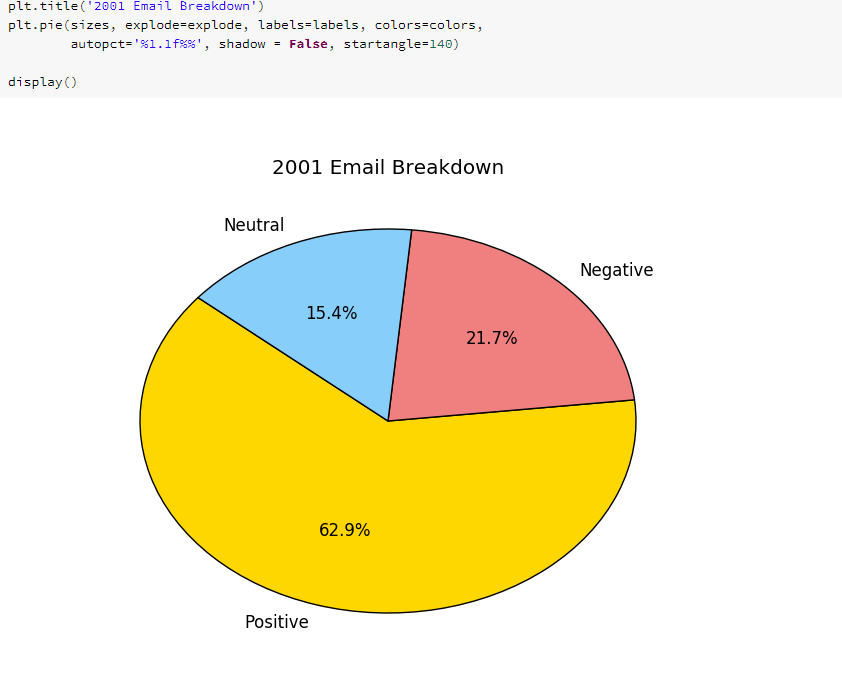 plt.title('2001 Email Breakdown')
plt.pie(sizes, explode=explode, labels=labels, colors=colors,
autopct='%1.1f%%', shadow = False, startangle=140)
display()
2001 Email Breakdown
Neutral
Negative
15.4%
21.7%
62.9%
Positive